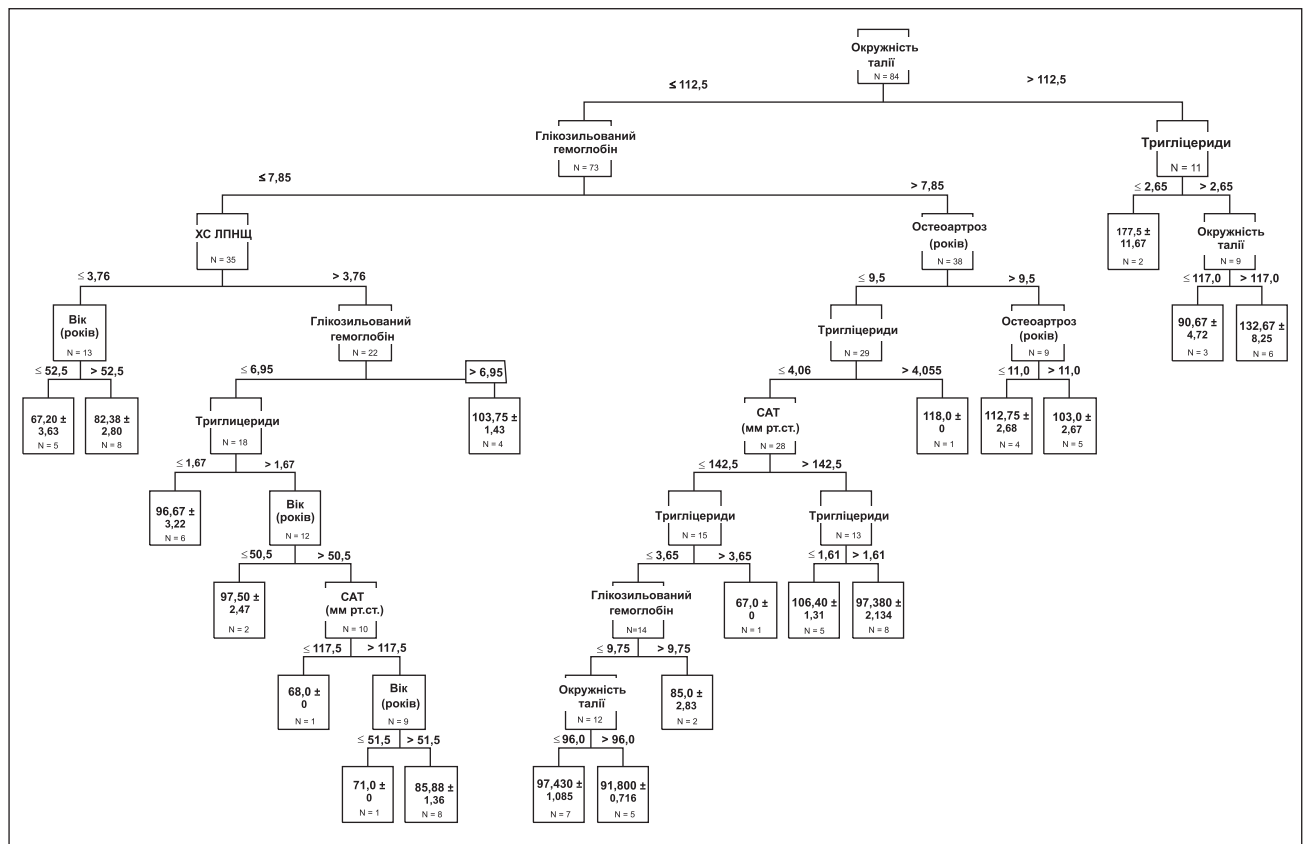 Окружність
талії
N = 84
≤ 112,5
> 112,5
Глікозильований
гемоглобін
N = 73
Тригліцериди
N = 11
≤ 7,85
> 7,85
≤ 2,65
> 2,65
ХС ЛПНЩ
N = 35
Остеоартроз
(років)
N = 38
177,5 ±
11,67
N = 2
Окружність
талії
N = 9
≤ 3,76
> 3,76
≤ 9,5
> 9,5
≤ 117,0
> 117,0
Вік
(років)
N = 13
Глікозильований
гемоглобін
N = 22
Тригліцериди
N = 29
Остеоартроз
(років)
N = 9
90,67 ±
4,72
N = 3
132,67 ±
8,25
N = 6
≤ 52,5
> 52,5
≤ 6,95
> 6,95
≤ 4,06
> 4,055
≤ 11,0
> 11,0
67,20 ±
3,63
N = 5
82,38 ±
2,80
N = 8
Триглицериди
N = 18
103,75 ±
1,43
N = 4
САТ
(мм рт.ст.)
N = 28
118,0 ±
0
N = 1
112,75 ±
2,68
N = 4
103,0 ±
2,67
N = 5
≤ 1,67
> 1,67
≤ 142,5
> 142,5
96,67 ±
3,22
N = 6
Вік
(років)
N = 12
Тригліцериди
N = 15
Тригліцериди
N = 13
≤ 50,5
> 50,5
≤ 3,65
> 3,65
≤ 1,61
> 1,61
97,50 ±
2,47
N = 2
САТ
(мм рт.ст.)
N = 10
Глікозильований
гемоглобін
N=14
67,0 ±
0
N = 1
106,40 ±
1,31
N = 5
97,380 ±
2,134
N = 8
≤ 117,5
> 117,5
≤ 9,75
> 9,75
68,0 ±
0
N = 1
Вік
(років)
N = 9
Окружність
талії
N = 12
85,0 ±
2,83
N = 2
≤ 51,5
> 51,5
≤ 96,0
> 96,0
71,0 ±
0
N = 1
85,88 ±
1,36
N = 8
97,430 ±
1,085
N = 7
91,800 ±
0,716
N = 5